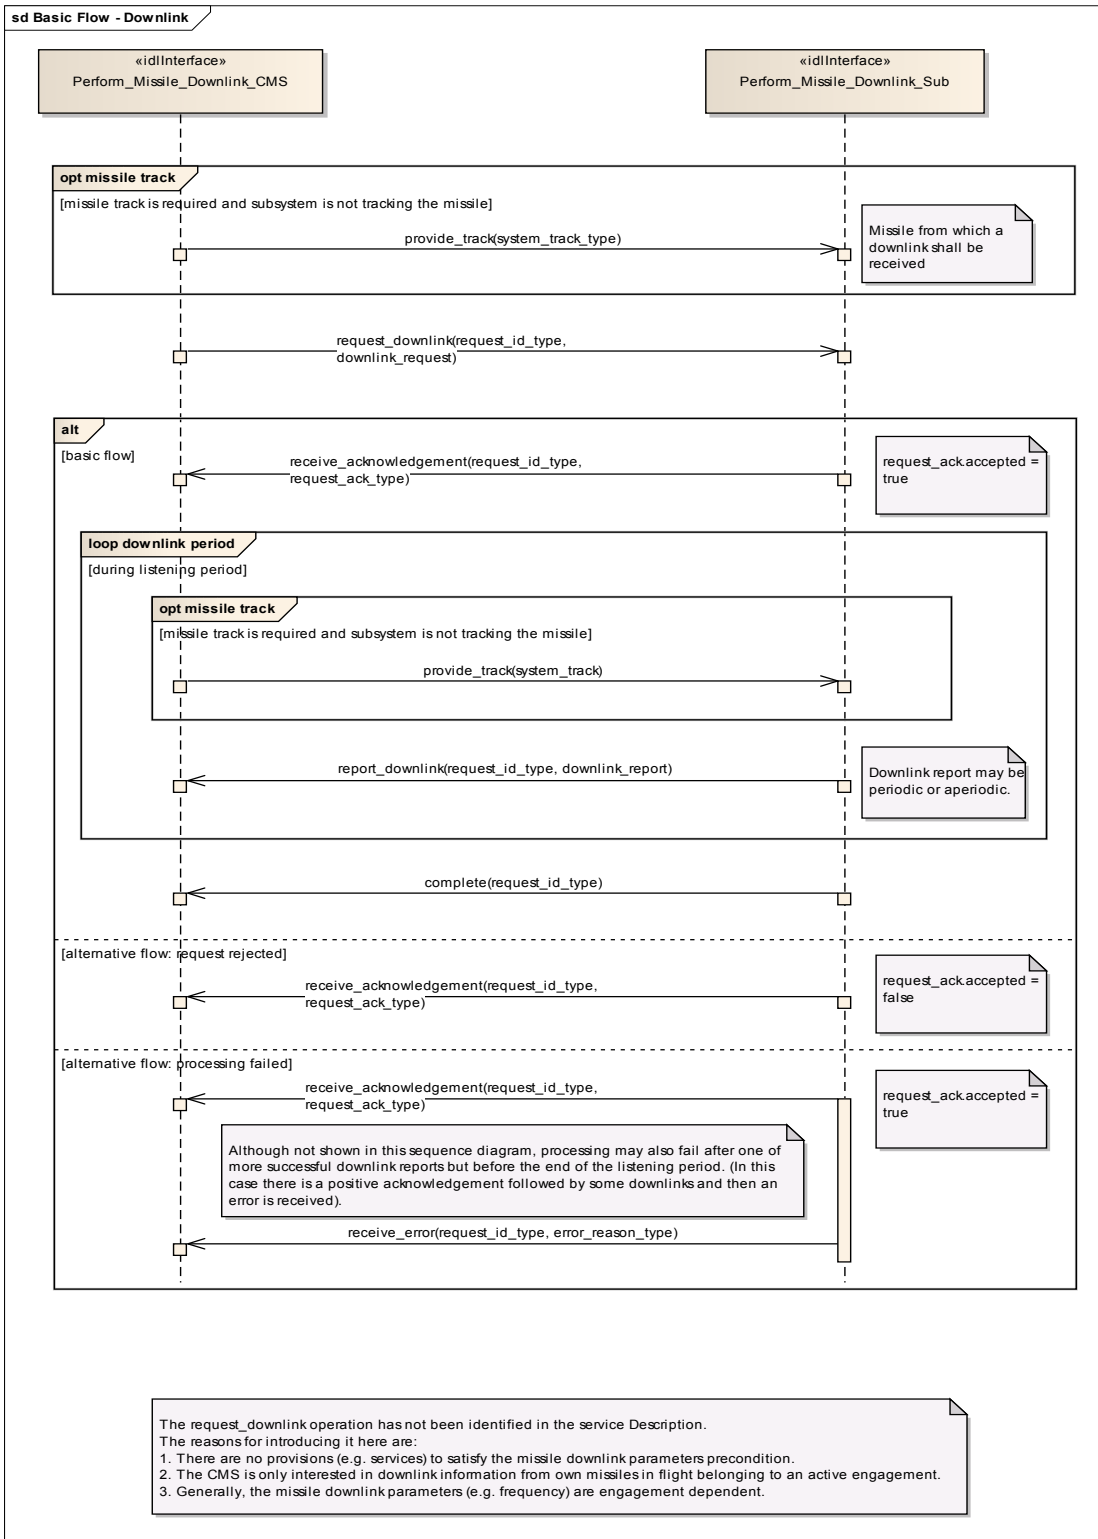 sd Basic Flow - Downlink
«idlInterface»
Perform_Missile_Downlink_CMS
«idlInterface»
Perform_Missile_Downlink_Sub
opt missile track
[missile track is required and subsystem is not tracking the missile]
provide_track(system_track_type)
Missile from which a
downlink shall be
received
request_downlink(request_id_type,
downlink_request)
alt
[basic flow]
receive_acknowledgement(request_id_type,
request_ack_type)
request_ack.accepted =
true
loop downlink period
[during listening period]
opt missile track
[missile track is required and subsystem is not tracking the missile]
provide_track(system_track)
report_downlink(request_id_type, downlink_report)
Downlink report may be
periodic or aperiodic.
complete(request_id_type)
[alternative flow: request rejected]
receive_acknowledgement(request_id_type,
request_ack_type)
request_ack.accepted =
false
[alternative flow: processing failed]
receive_acknowledgement(request_id_type,
request_ack_type)
request_ack.accepted =
true
Although not shown in this sequence diagram, processing may also fail after one of
more successful downlink reports but before the end of the listening period. (In this
case there is a positive acknowledgement followed by some downlinks and then an
error is received).
receive_error(request_id_type, error_reason_type)
The request_downlink operation has not been identified in the service Description.
The reasons for introducing it here are:
1. There are no provisions (e.g. services) to satisfy the missile downlink parameters precondition.
2. The CMS is only interested in downlink information from own missiles in flight belonging to an active engagement.
3. Generally, the missile downlink parameters (e.g. frequency) are engagement dependent.